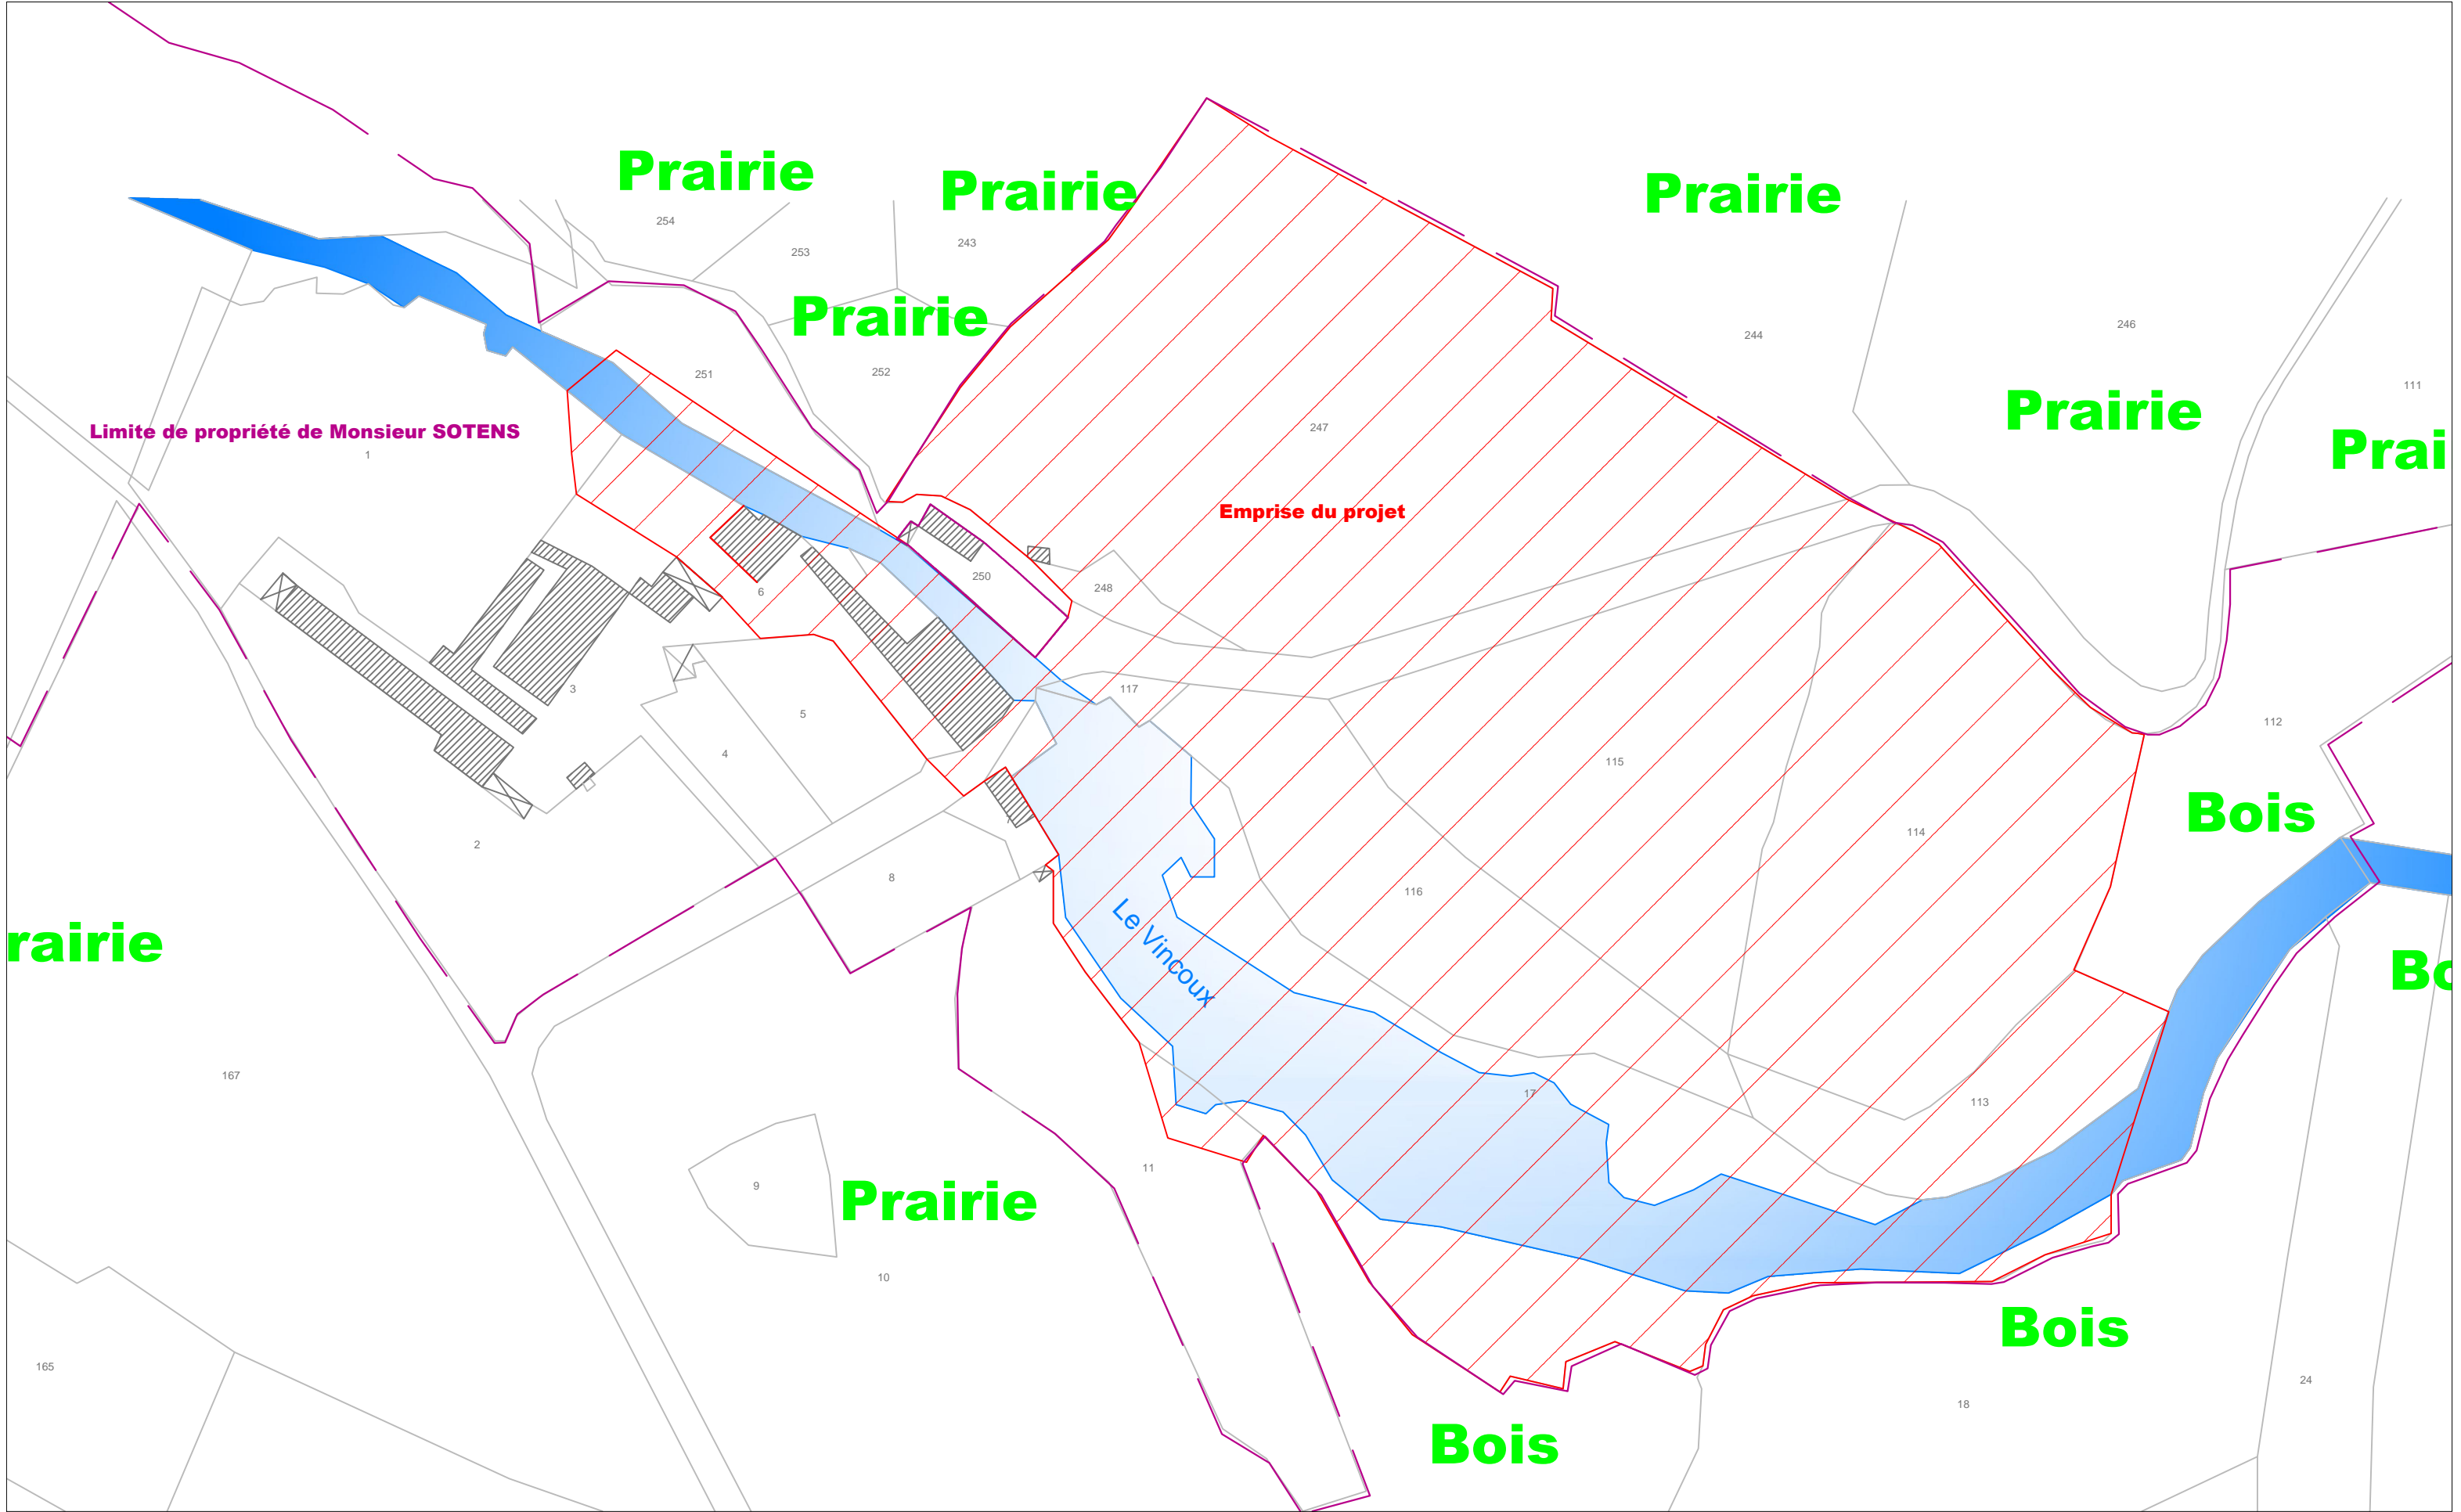 Prairie
Prairie
Prairie
254
243
253
Prairie
244
246
252
251
111
Prairie
247
Limite de propriété de Monsieur SOTENS
Prai
1
Emprise du projet
250
248
6
3
117
5
112
4
115
Bois
7
114
2
8
116
Le Vincoux
rairie
Bo
167
17
113
11
9
Prairie
10
Bois
165
24
18
Bois